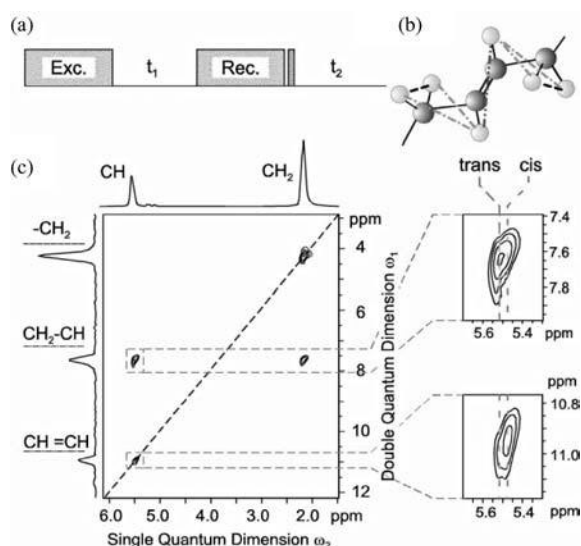 (a)
Exc.
t1
Rec.
t2
(b)
(c)
CH
CH2
trans
cis
ppm
-CH2
CH2-CH
CH =CH
4
6
8
10
12
Double Quantum Dimension ω1
6.0
5.0
4.0
3.0
2.0
ppm
Single Quantum Dimension ω2
7.4
7.6
7.8
5.6
5.4
ppm
ppm
10.8
11.0
5.6
5.4
ppm